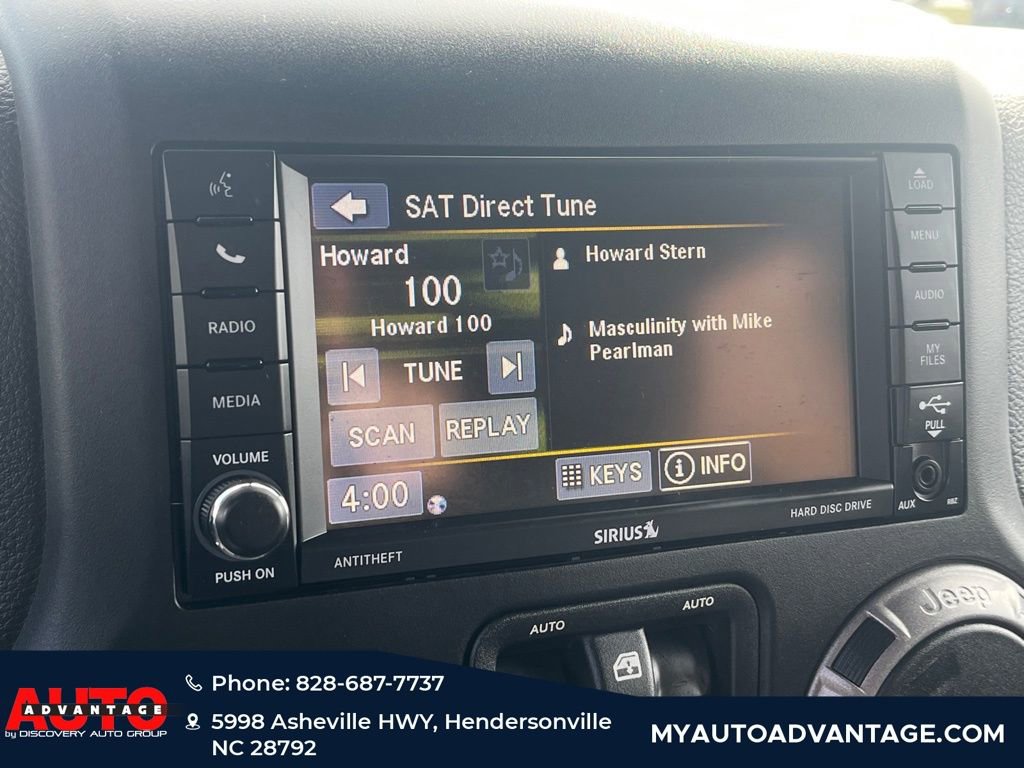 SAT Direct Tune
Howard
100
Howard 100
Howard Stern
Masculinity with Mike
Pearlman
TUNE
SCAN
REPLAY
4:00
KEYS
i INFO
RADIO
MEDIA
VOLUME
PUSH ON
LOAD
MENU
AUDIO
MY
FILES
PULL
AUX
RBZ
ANTITHEFT
SIRIUS
HARD DISC DRIVE
AUTO
AUTO
Jeep
AUTO
ADVANTAGE
by DISCOVERY AUTO GROUP
Phone: 828-687-7737
5998 Asheville HWY, Hendersonville
NC 28792
MYAUTOADVANTAGE.COM